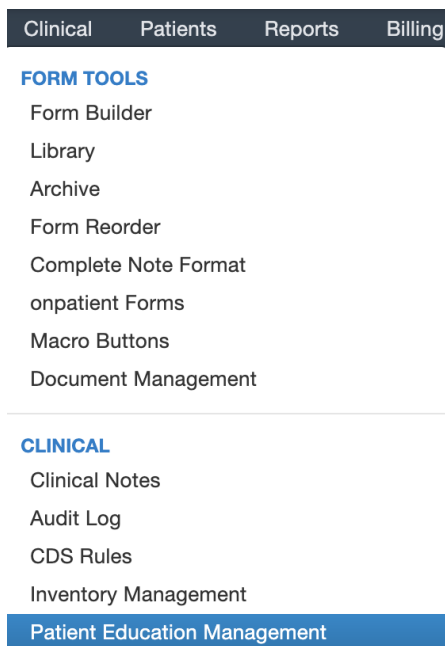 Clinical Patients Reports Billing
FORM TOOLS
Form Builder
Library
Archive
Form Reorder
Complete Note Format
onpatient Forms
Macro Buttons
Document Management
CLINICAL
Clinical Notes
Audit Log
CDS Rules
Inventory Management
Patient Education Management